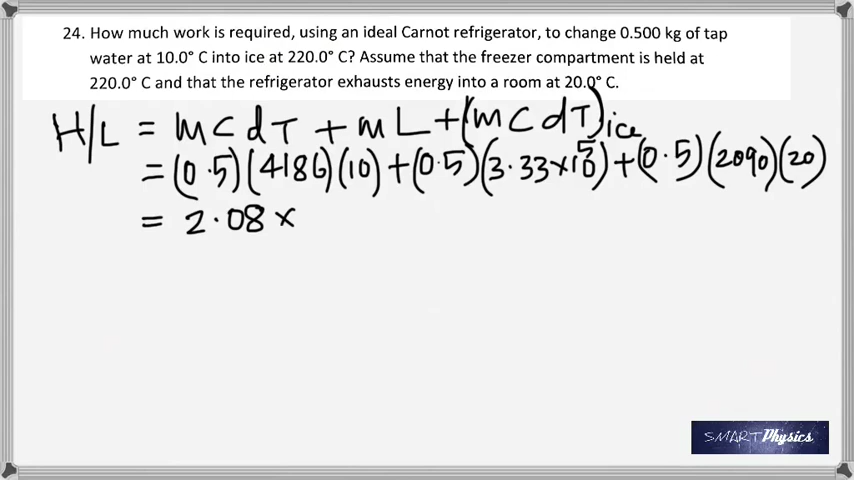 24. How much work is required, using an ideal Carnot refrigerator, to change 0.500 kg of tap
water at 10.0° C into ice at 220.0° C? Assume that the freezer compartment is held at
220.0° C and that the refrigerator exhausts energy into a room at 20.0° C.
H/L = mcdT + mL + (mcdT)ice
= (0.5)(4186)(10) + (0.5)(3.33×10⁵) + (0.5)(2090)(20)
= 2.08 ×
SMART Physics